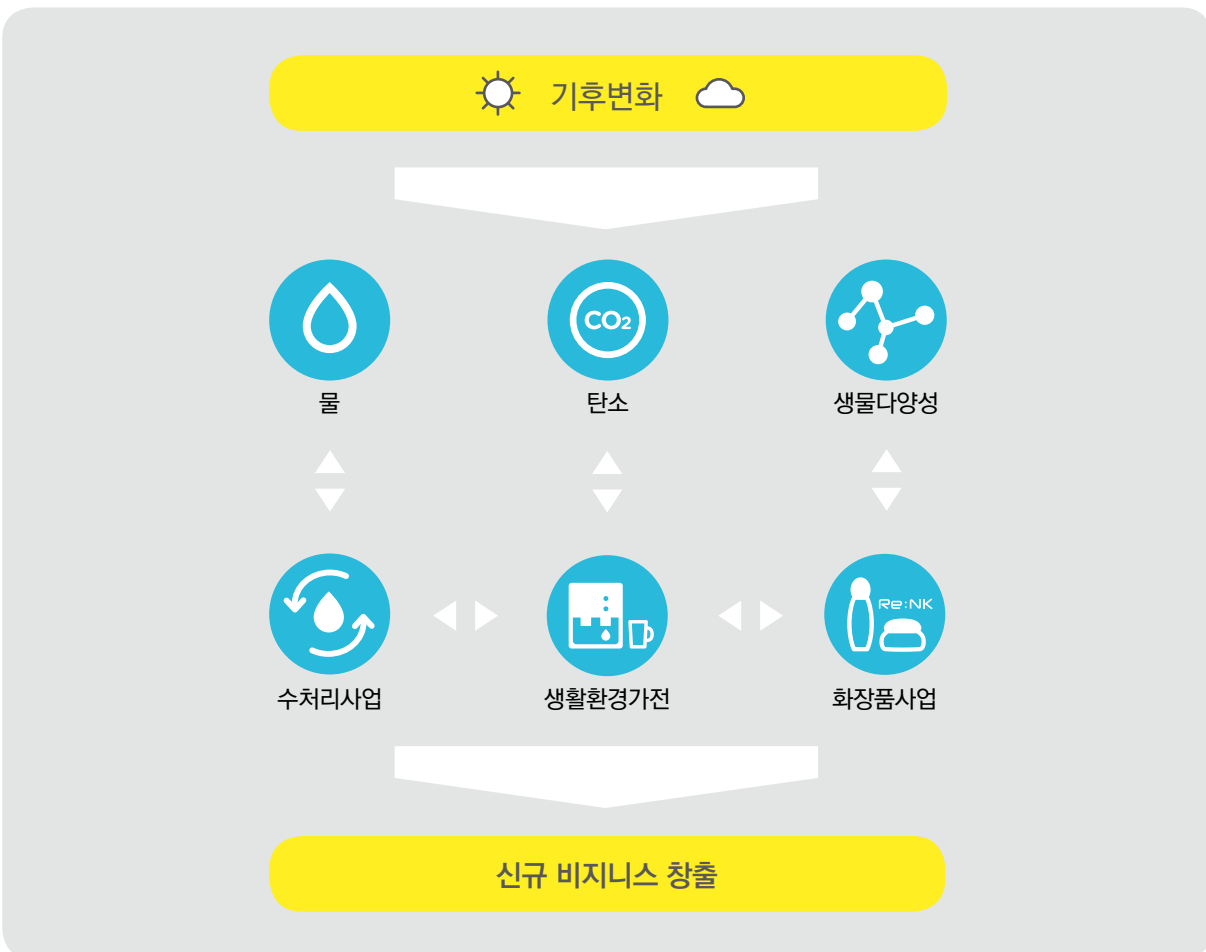 기후변화
CO₂
물
탄소
생물다양성
Re:NK
수처리사업
생활환경가전
화장품사업
신규 비지니스 창출